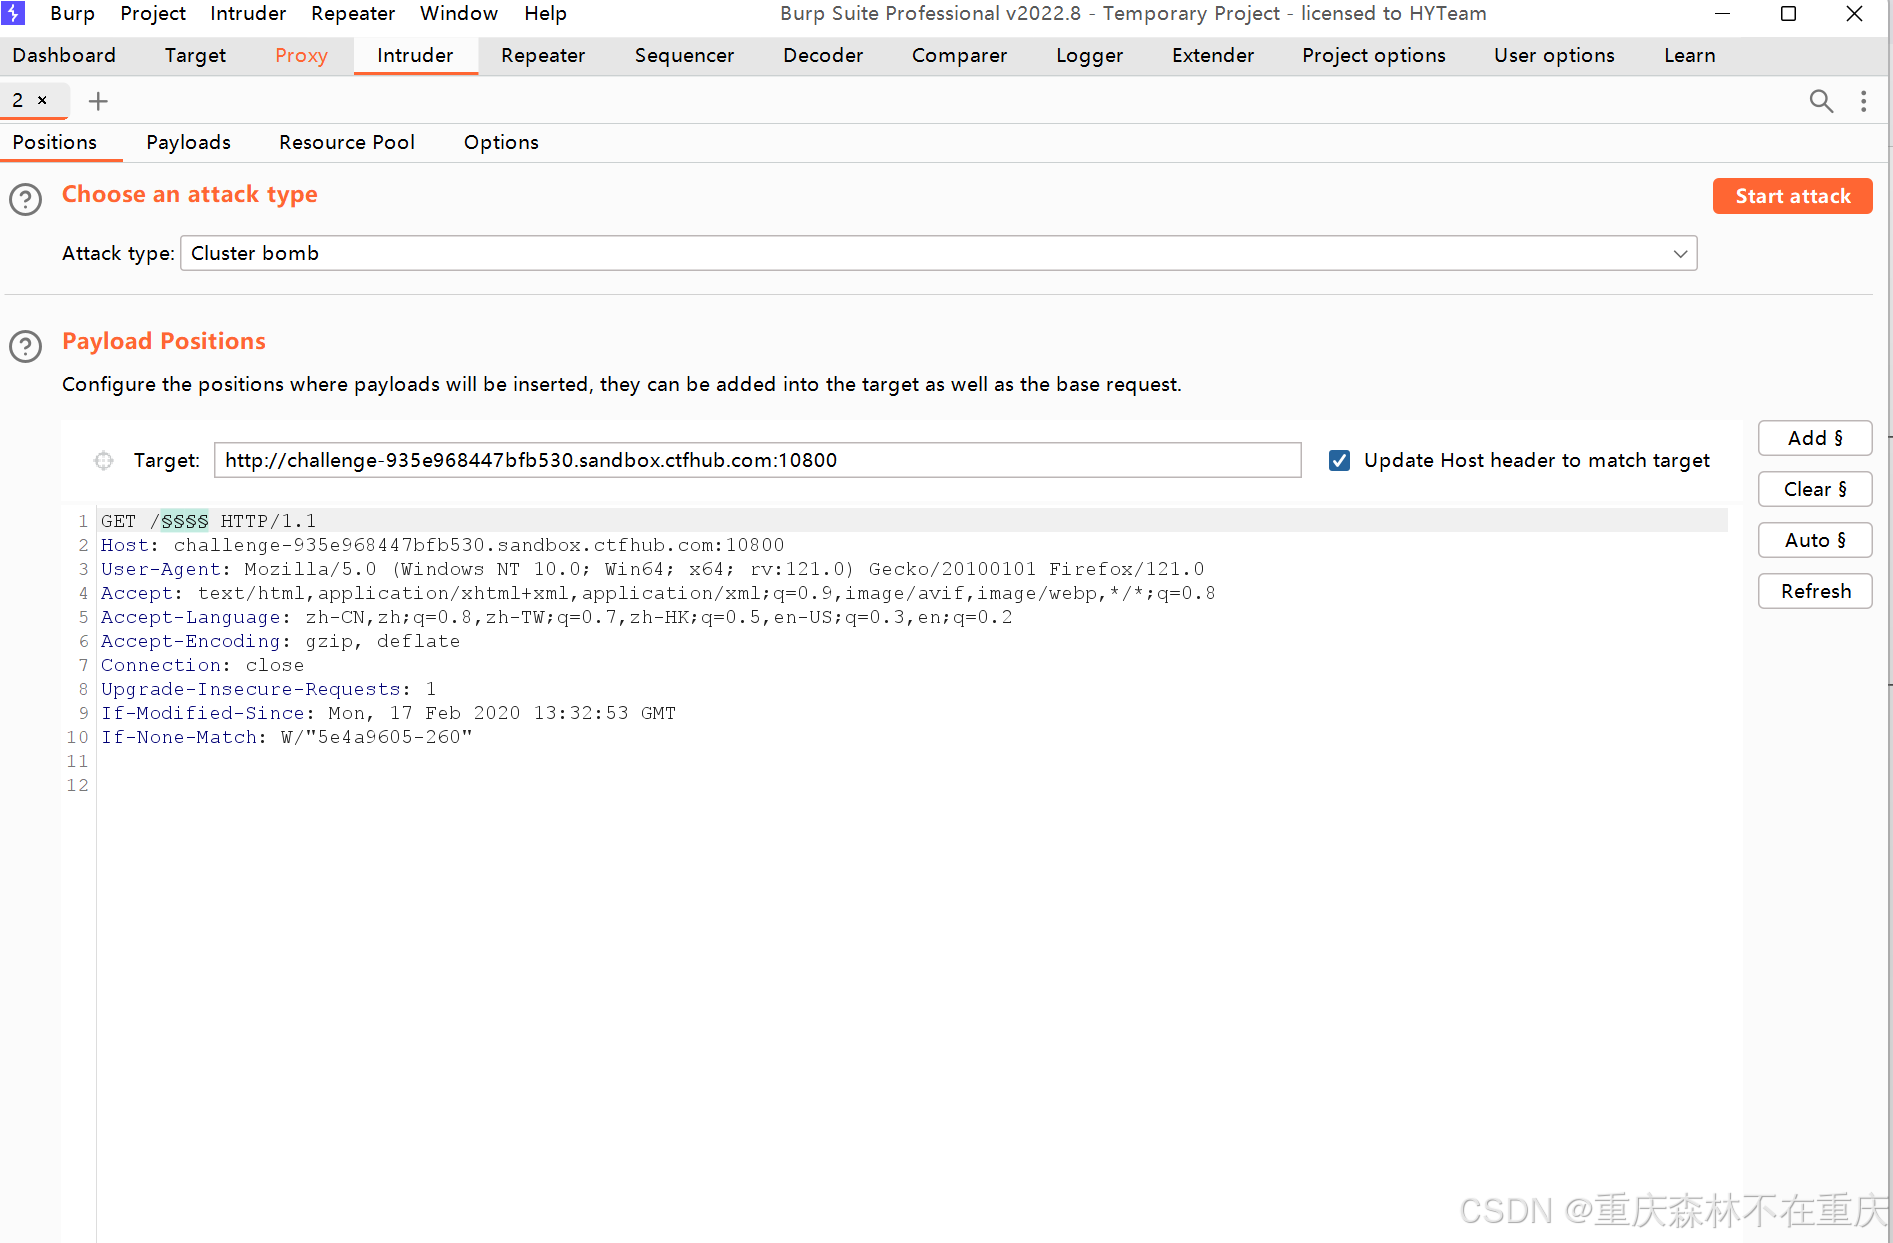 Burp Project Intruder Repeater Window Help Burp Suite Professional v2022.8 - Temporary Project - licensed to HYTeam
Dashboard Target Proxy Intruder Repeater Sequencer Decoder Comparer Logger Extender Project options User options Learn
2 ×
Positions Payloads Resource Pool Options
Choose an attack type
Start attack
Attack type: Cluster bomb
Payload Positions
Configure the positions where payloads will be inserted, they can be added into the target as well as the base request.
Add §
Target: http://challenge-935e968447bfb530.sandbox.ctfhub.com:10800 Update Host header to match target
Clear §
Auto §
Refresh
1 GET /§§§§ HTTP/1.1
2 Host: challenge-935e968447bfb530.sandbox.ctfhub.com:10800
3 User-Agent: Mozilla/5.0 (Windows NT 10.0; Win64; x64; rv:121.0) Gecko/20100101 Firefox/121.0
4 Accept: text/html,application/xhtml+xml,application/xml;q=0.9,image/avif,image/webp,*/*;q=0.8
5 Accept-Language: zh-CN,zh;q=0.8,zh-TW;q=0.7,zh-HK;q=0.5,en-US;q=0.3,en;q=0.2
6 Accept-Encoding: gzip, deflate
7 Connection: close
8 Upgrade-Insecure-Requests: 1
9 If-Modified-Since: Mon, 17 Feb 2020 13:32:53 GMT
10 If-None-Match: W/"5e4a9605-260"
11
12
CSDN @重庆森林不在重庆